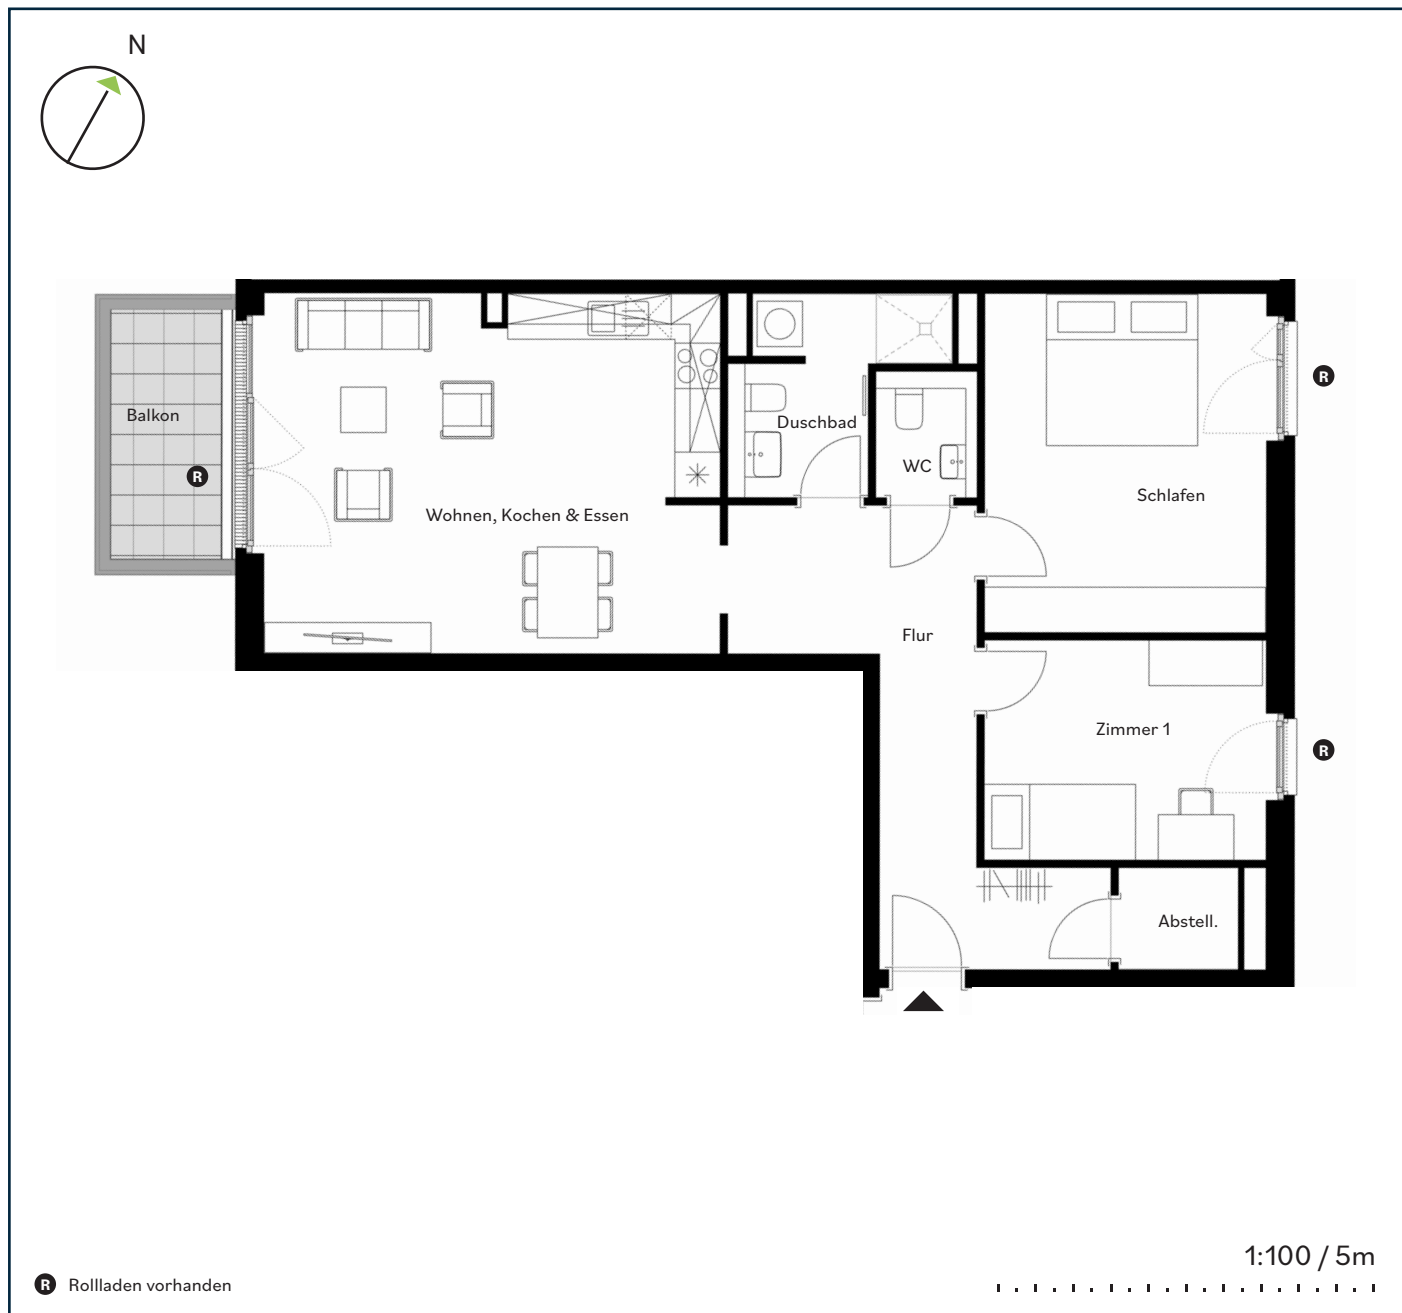 N
R
Balkon
Duschbad
R
WC
Schlafen
Wohnen, Kochen & Essen
Flur
Zimmer 1
R
Abstell.
1:100 / 5m
R Rollladen vorhanden